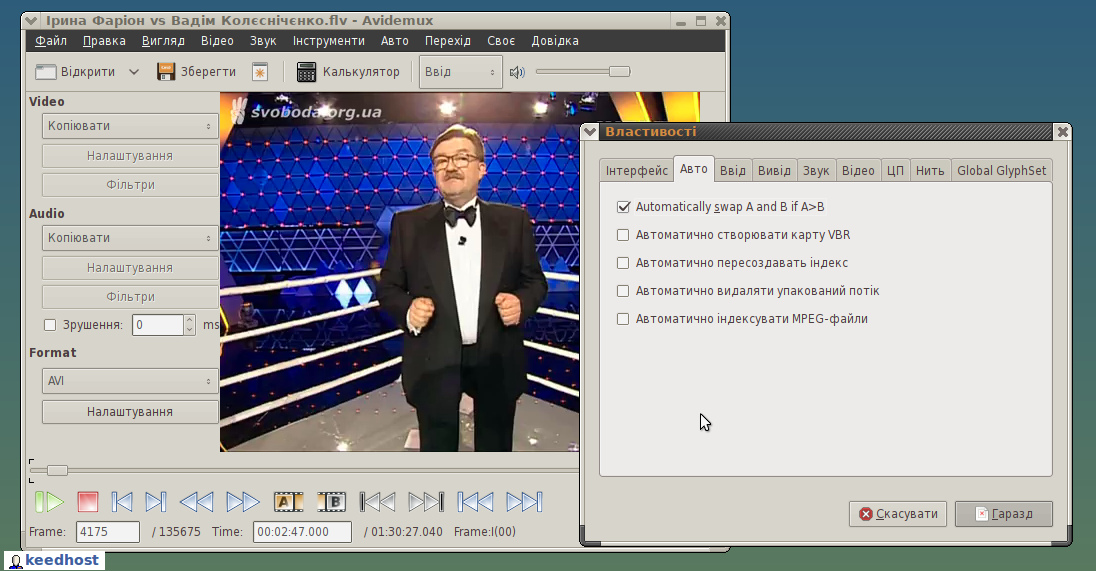 Ірина Фаріон vs Вадім Колєснічєнко.flv - Avidemux
Файл Правка Вигляд Відео Звук Інструменти Авто Перехід Своє Довідка
Відкрити Зберегти Калькулятор Ввід
Video
Копіювати
Налаштування
Фільтри
Audio
Копіювати
Налаштування
Фільтри
Зрушення: 0 ms
Format
AVI
Налаштування
svoboda.org.ua
A B
Frame: 4175 / 135675 Time: 00:02:47.000 / 01:30:27.040 Frame:I(00)
Властивості
Інтерфейс Авто Ввід Вивід Звук Відео ЦП Нить Global GlyphSet
Automatically swap A and B if A>B
Автоматично створювати карту VBR
Автоматично пересоздавать індекс
Автоматично видаляти упакований потік
Автоматично індексувати MPEG-файли
Скасувати Гаразд
keedhost